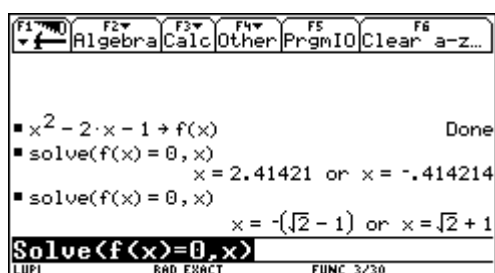 F1 F2 Algebra F3 Calc F4 Other F5 PrgmIO F6 Clear a-z…
▪ x² - 2·x - 1 → f(x) Done
▪ solve(f(x) = 0, x)
x = 2.41421 or x = -.414214
▪ solve(f(x) = 0, x)
x = -(√2 - 1) or x = √2 + 1
Solve(f(x)=0,x)
LUPI RAD EXACT FUNC 3/30